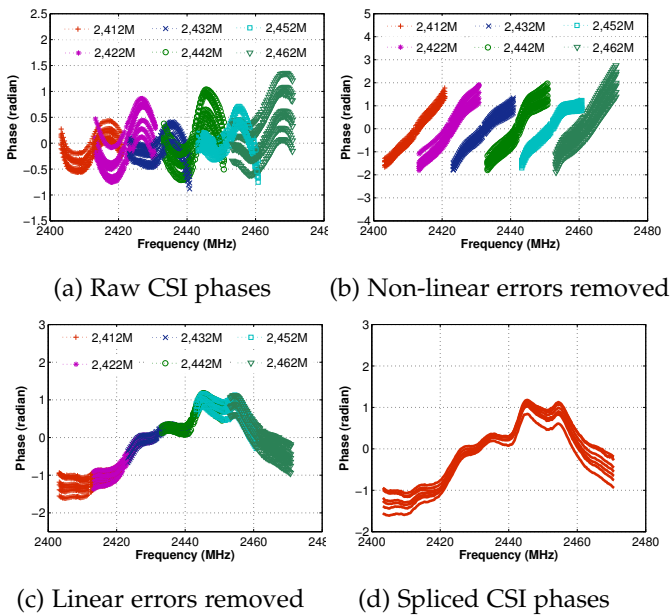 2.5
2
1.5
1
0.5
0
−0.5
−1
−1.5
2400
2420
2440
2460
248
Phase (radian)
Frequency (MHz)
2,412M
2,432M
2,452M
2,422M
2,442M
2,462M
(a) Raw CSI phases
5
4
3
2
1
0
−1
−2
−3
−4
2400
2420
2440
2460
248
Phase (radian)
Frequency (MHz)
2,412M
2,432M
2,452M
2,422M
2,442M
2,462M
(b) Non-linear errors removed
3
2
1
0
−1
−2
2400
2420
2440
2460
2480
Phase (radian)
Frequency (MHz)
2,412M
2,432M
2,452M
2,422M
2,442M
2,462M
(c) Linear errors removed
3
2
1
0
−1
−2
2400
2420
2440
2460
2480
Phase (radian)
Frequency (MHz)
(d) Spliced CSI phases